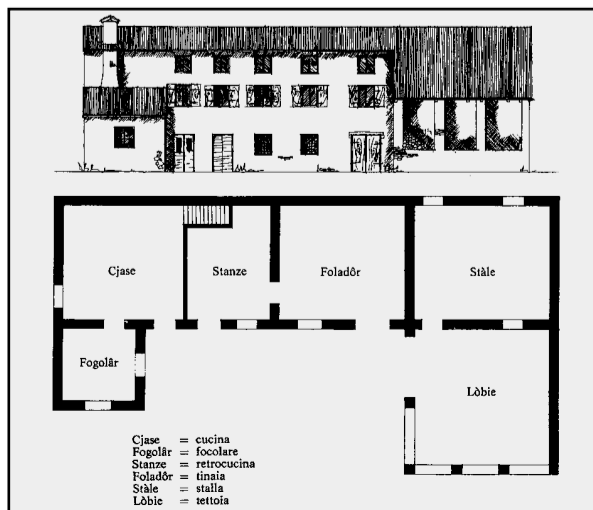 Cjase
Stanze
Foladôr
Stàle
Fogolâr
Lòbie
Cjase = cucina
Fogolâr = focolare
Stanze = retrocucina
Foladôr = tinaia
Stàle = stalla
Lòbie = tettoia